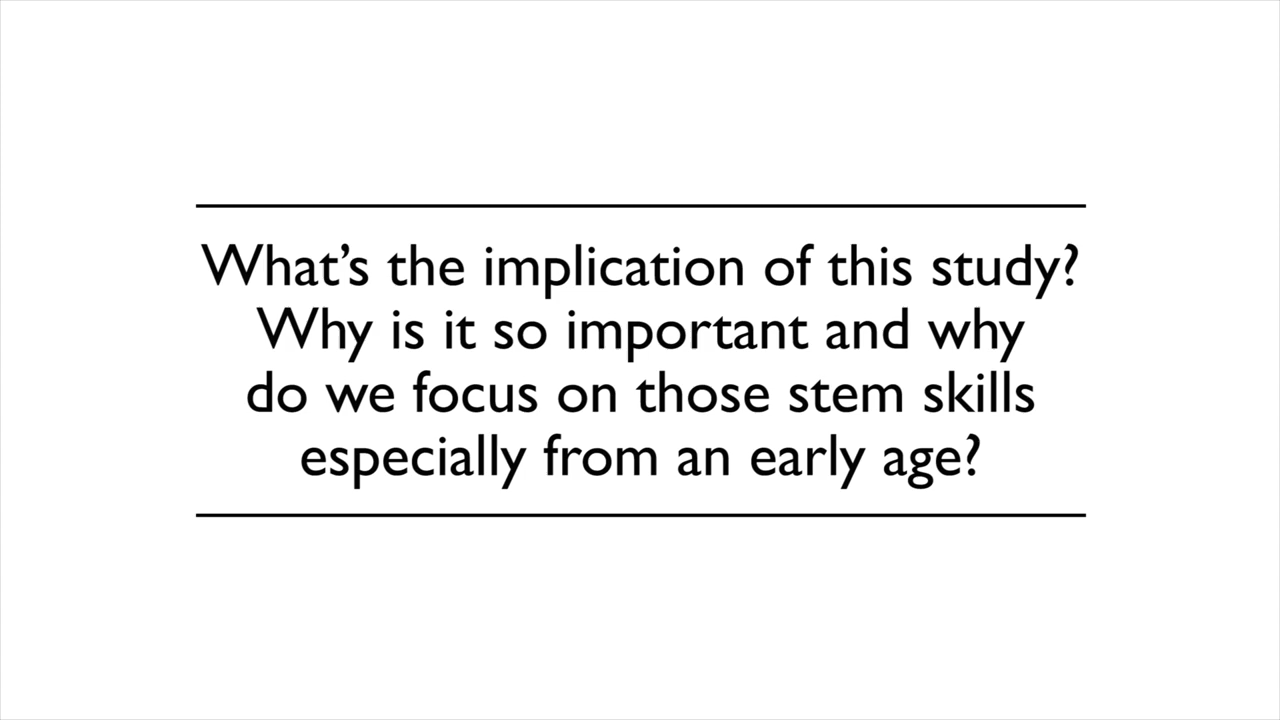 What’s the implication of this study?
Why is it so important and why
do we focus on those stem skills
especially from an early age?